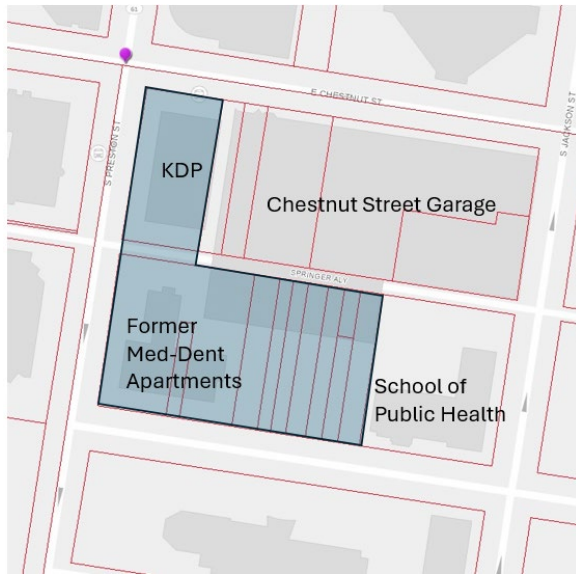 61
E CHESTNUT ST
S JACKSON ST
S PRESTON ST
KDP
Chestnut Street Garage
SPRINGER ALY
Former
Med-Dent
Apartments
School of
Public Health